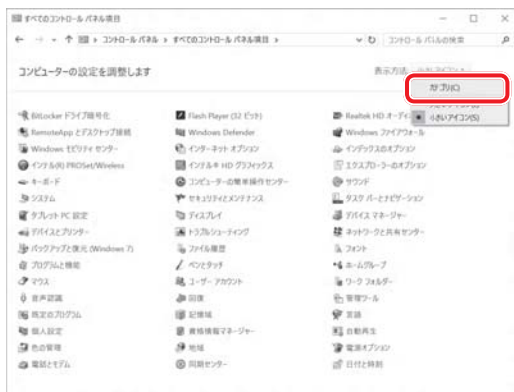 すべてのコントロール パネル項目
コントロール パネル > すべてのコントロール パネル項目 >
コントロール パネルの検索
コンピューターの設定を調整します
表示方法:
カテゴリ(C)
小さいアイコン(S)
BitLocker ドライブ暗号化
Flash Player (32 ビット)
Realtek HD オーディ
RemoteApp とデスクトップ接続
Windows Defender
Windows ファイアウォール
Windows モビリティ センター
インターネット オプション
インデックスのオプション
インテル(R) PROSet/Wireless
インテル® HD グラフィックス
エクスプローラーのオプション
キーボード
コンピューターの簡単操作センター
サウンド
システム
セキュリティとメンテナンス
タスク バーとナビゲーション
タブレット PC 設定
ディスプレイ
デバイス マネージャー
デバイスとプリンター
トラブルシューティング
ネットワークと共有センター
バックアップと復元 (Windows 7)
ファイル履歴
フォント
プログラムと機能
ペンとタッチ
ホームグループ
マウス
ユーザー アカウント
ワーク フォルダー
音声認識
回復
管理ツール
既定のプログラム
記憶域
言語
個人設定
資格情報マネージャー
自動再生
色の管理
地域
電源オプション
電話とモデム
同期センター
日付と時刻